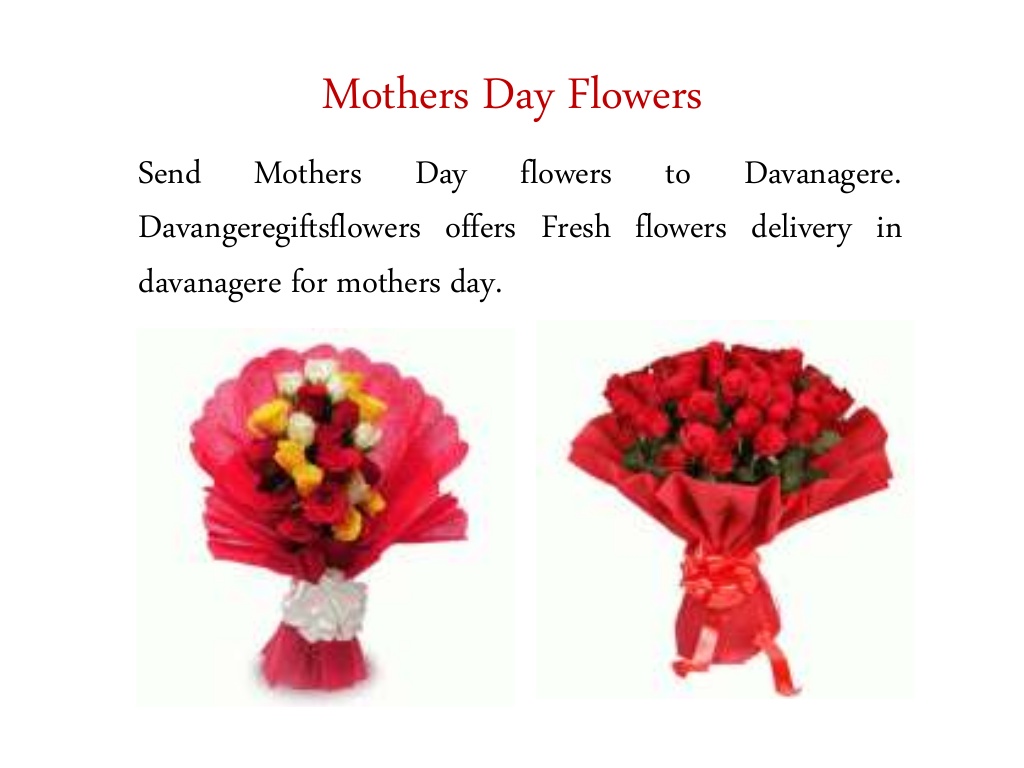 Mothers Day Flowers
Send Mothers Day flowers to Davanagere.
Davangeregiftsflowers offers Fresh flowers delivery in
davanagere for mothers day.